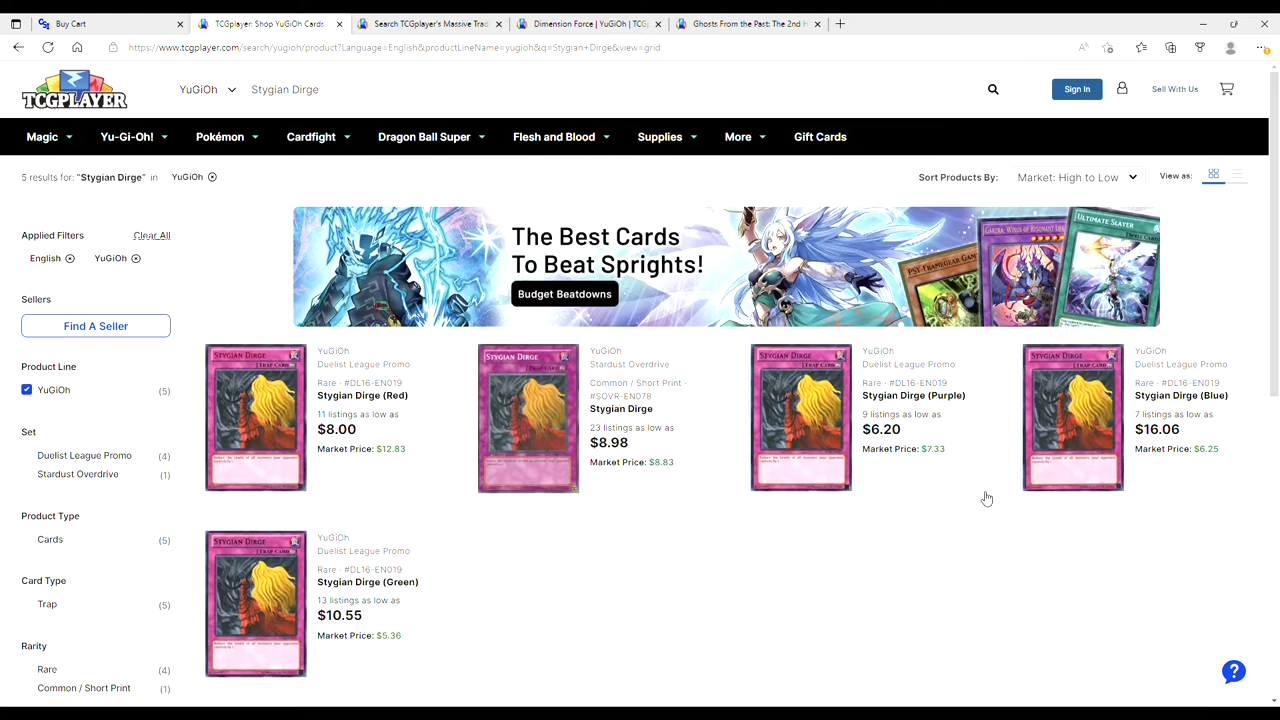 Buy Cart
TCGplayer: Shop YuGiOh Cards
Search TCGplayer's Massive Trad
Dimension Force | YuGiOh | TCG
Ghosts From the Past: The 2nd H
https://www.tcgplayer.com/search/yugioh/product?Language=English&productLineName=yugioh&q=Stygian+Dirge&view=grid
TCGPLAYER
YuGiOh
Stygian Dirge
Sign In
Sell With Us
Magic
Yu-Gi-Oh!
Pokémon
Cardfight
Dragon Ball Super
Flesh and Blood
Supplies
More
Gift Cards
5 results for: "Stygian Dirge" in YuGiOh
Sort Products By: Market: High to Low
View as:
Applied Filters
Clear All
English
YuGiOh
Sellers
Find A Seller
Product Line
YuGiOh (5)
Set
Duelist League Promo (4)
Stardust Overdrive (1)
Product Type
Cards (5)
Card Type
Trap (5)
Rarity
Rare (4)
Common / Short Print (1)
The Best Cards
To Beat Sprights!
Budget Beatdowns
ULTIMATE SLAYER
STYGIAN DIRGE
[TRAP CARD]
YuGiOh
Duelist League Promo
Rare · #DL16-EN019
Stygian Dirge (Red)
11 listings as low as
$8.00
Market Price: $12.83
STYGIAN DIRGE
[TRAP CARD]
YuGiOh
Stardust Overdrive
Common / Short Print ·
#SOVR-EN078
Stygian Dirge
23 listings as low as
$8.98
Market Price: $8.83
STYGIAN DIRGE
[TRAP CARD]
YuGiOh
Duelist League Promo
Rare · #DL16-EN019
Stygian Dirge (Purple)
9 listings as low as
$6.20
Market Price: $7.33
STYGIAN DIRGE
[TRAP CARD]
YuGiOh
Duelist League Promo
Rare · #DL16-EN019
Stygian Dirge (Blue)
7 listings as low as
$16.06
Market Price: $6.25
STYGIAN DIRGE
[TRAP CARD]
YuGiOh
Duelist League Promo
Rare · #DL16-EN019
Stygian Dirge (Green)
13 listings as low as
$10.55
Market Price: $5.36
?